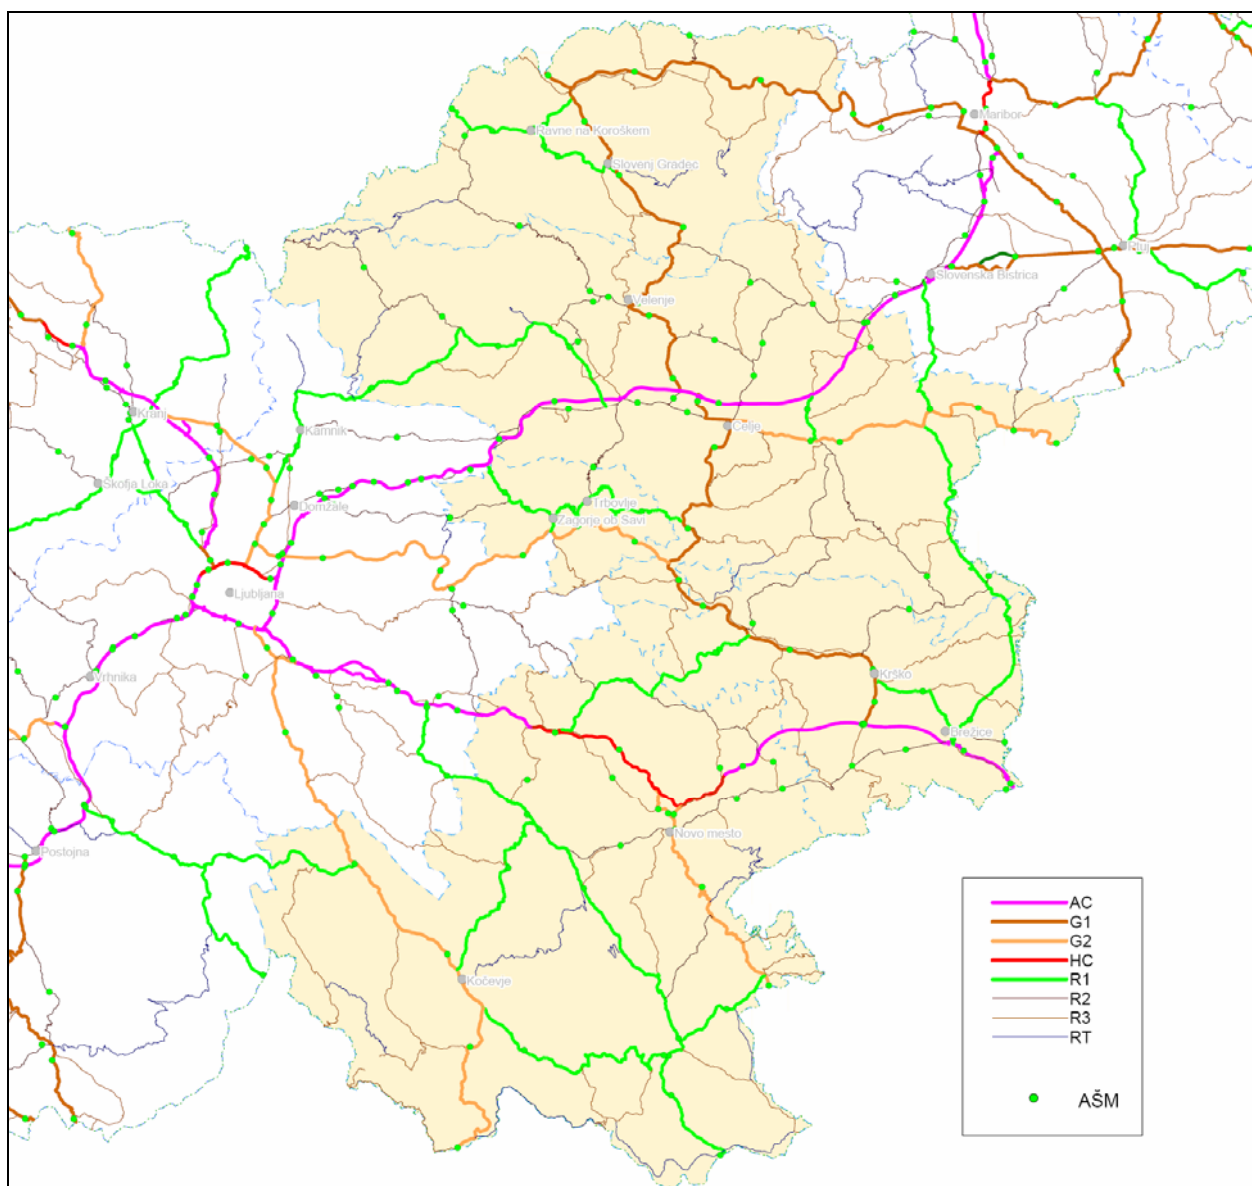 Maribor
Ravne na Koroškem
Slovenj Gradec
Ptuj
Slovenska Bistrica
Velenje
Kranj
Celje
Kamnik
Škofja Loka
Domžale
Trbovlje
Zagorje ob Savi
Ljubljana
Vrhnika
Krško
Brežice
Novo mesto
Postojna
Kočevje
AC
G1
G2
HC
R1
R2
R3
RT
AŠM